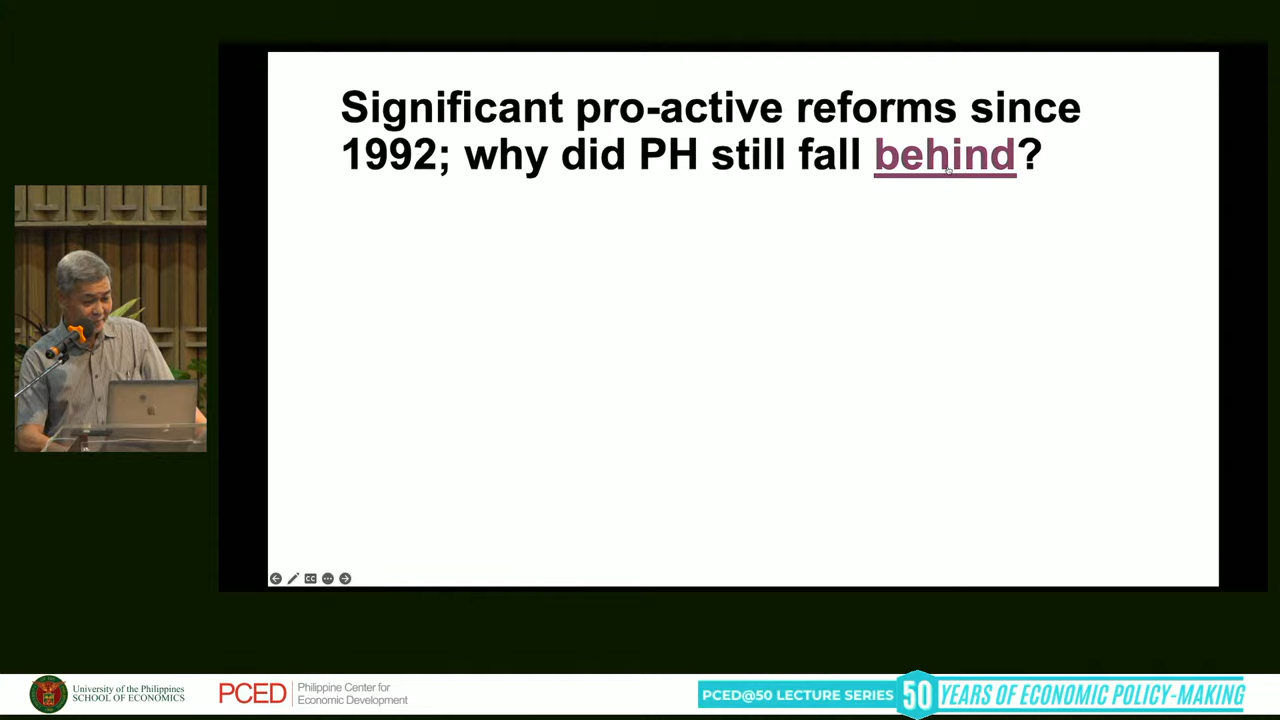 Significant pro-active reforms since
1992; why did PH still fall behind?
CC
University of the Philippines
SCHOOL OF ECONOMICS
PCED
Philippine Center for
Economic Development
PCED@50 LECTURE SERIES
50 YEARS OF ECONOMIC POLICY-MAKING